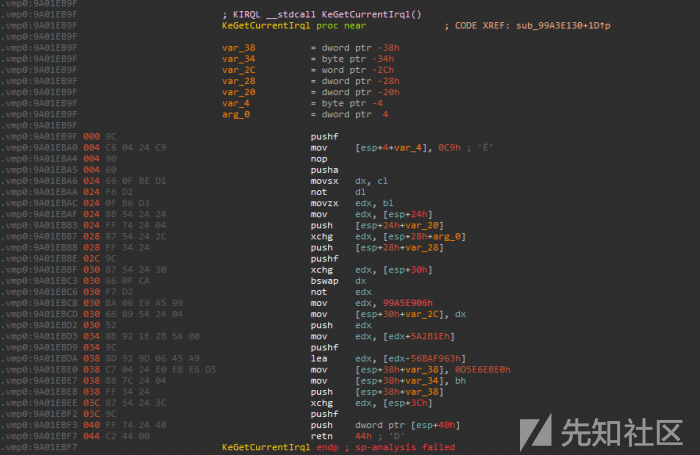 .vmp0:9A01EB9F
.vmp0:9A01EB9F ; KIRQL __stdcall KeGetCurrentIrql()
.vmp0:9A01EB9F KeGetCurrentIrql proc near ; CODE XREF: sub_99A3E130+1D↑p
.vmp0:9A01EB9F
.vmp0:9A01EB9F var_38 = dword ptr -38h
.vmp0:9A01EB9F var_34 = byte ptr -34h
.vmp0:9A01EB9F var_2C = word ptr -2Ch
.vmp0:9A01EB9F var_28 = dword ptr -28h
.vmp0:9A01EB9F var_20 = dword ptr -20h
.vmp0:9A01EB9F var_4 = byte ptr -4
.vmp0:9A01EB9F arg_0 = dword ptr 4
.vmp0:9A01EB9F
.vmp0:9A01EB9F 000 9C pushf
.vmp0:9A01EBA0 004 C6 04 24 C9 mov [esp+4+var_4], 0C9h ; 'É'
.vmp0:9A01EBA4 004 90 nop
.vmp0:9A01EBA5 004 60 pusha
.vmp0:9A01EBA6 024 66 0F BE D1 movsx dx, cl
.vmp0:9A01EBAA 024 F6 D2 not dl
.vmp0:9A01EBAC 024 0F B6 D3 movzx edx, bl
.vmp0:9A01EBAF 024 8B 54 24 24 mov edx, [esp+24h]
.vmp0:9A01EBB3 024 FF 74 24 04 push [esp+24h+var_20]
.vmp0:9A01EBB7 028 87 54 24 2C xchg edx, [esp+28h+arg_0]
.vmp0:9A01EBBB 028 FF 34 24 push [esp+28h+var_28]
.vmp0:9A01EBBE 02C 9C pushf
.vmp0:9A01EBBF 030 87 54 24 30 xchg edx, [esp+30h]
.vmp0:9A01EBC3 030 66 0F CA bswap dx
.vmp0:9A01EBC6 030 F7 D2 not edx
.vmp0:9A01EBC8 030 BA 06 E9 A5 99 mov edx, 99A5E906h
.vmp0:9A01EBCD 030 66 89 54 24 04 mov [esp+30h+var_2C], dx
.vmp0:9A01EBD2 030 52 push edx
.vmp0:9A01EBD3 034 8B 92 1E 2B 5A 00 mov edx, [edx+5A2B1Eh]
.vmp0:9A01EBD9 034 9C pushf
.vmp0:9A01EBDA 038 8D 92 9D 06 45 A9 lea edx, [edx-56BAF963h]
.vmp0:9A01EBE0 038 C7 04 24 E0 EB E6 D5 mov [esp+38h+var_38], 0D5E6EBE0h
.vmp0:9A01EBE7 038 88 7C 24 04 mov [esp+38h+var_34], bh
.vmp0:9A01EBEB 038 FF 34 24 push [esp+38h+var_38]
.vmp0:9A01EBEE 03C 87 54 24 3C xchg edx, [esp+3Ch]
.vmp0:9A01EBF2 03C 9C pushf
.vmp0:9A01EBF3 040 FF 74 24 40 push dword ptr [esp+40h]
.vmp0:9A01EBF7 044 C2 44 00 retn 44h ; 'D'
.vmp0:9A01EBF7 KeGetCurrentIrql endp ; sp-analysis failed
先知社区